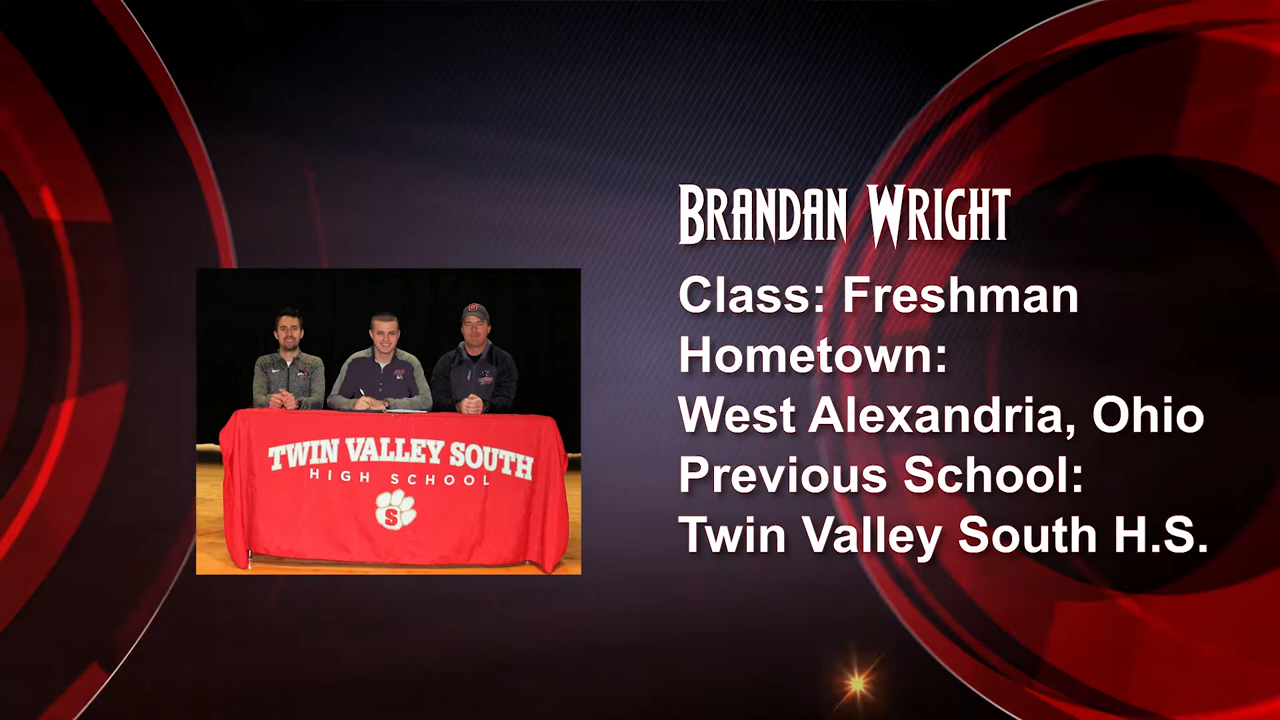 Brandan Wright
Class: Freshman
Hometown:
West Alexandria, Ohio
Previous School:
Twin Valley South H.S.
TWIN VALLEY SOUTH
HIGH SCHOOL
S